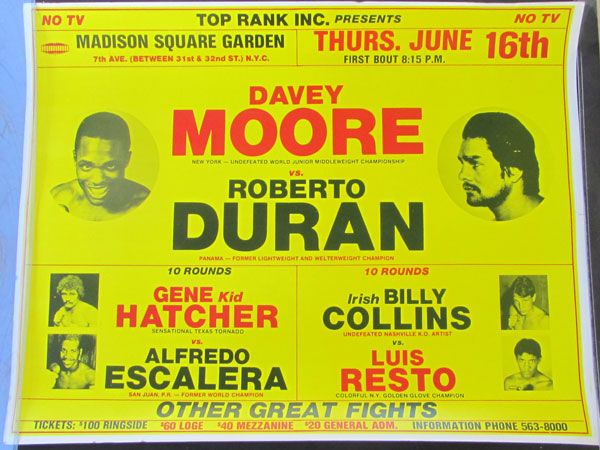 NO TV
TOP RANK INC. PRESENTS
NO TV
MADISON SQUARE GARDEN
7th AVE. (BETWEEN 31st & 32nd ST.) N.Y.C.
THURS. JUNE 16th
FIRST BOUT 8:15 P.M.
DAVEY
MOORE
NEW YORK — UNDEFEATED WORLD JUNIOR MIDDLEWEIGHT CHAMPIONSHIP
vs.
ROBERTO
DURAN
PANAMA — FORMER LIGHTWEIGHT AND WELTERWEIGHT CHAMPION
10 ROUNDS
GENE Kid
HATCHER
SENSATIONAL TEXAS TORNADO
vs.
ALFREDO
ESCALERA
SAN JUAN, P.R. — FORMER WORLD CHAMPION
10 ROUNDS
Irish BILLY
COLLINS
UNDEFEATED NASHVILLE K.O. ARTIST
vs.
LUIS
RESTO
COLORFUL N.Y. GOLDEN GLOVE CHAMPION
OTHER GREAT FIGHTS
TICKETS: $100 RINGSIDE $60 LOGE $40 MEZZANINE $20 GENERAL ADM. INFORMATION PHONE 563-8000